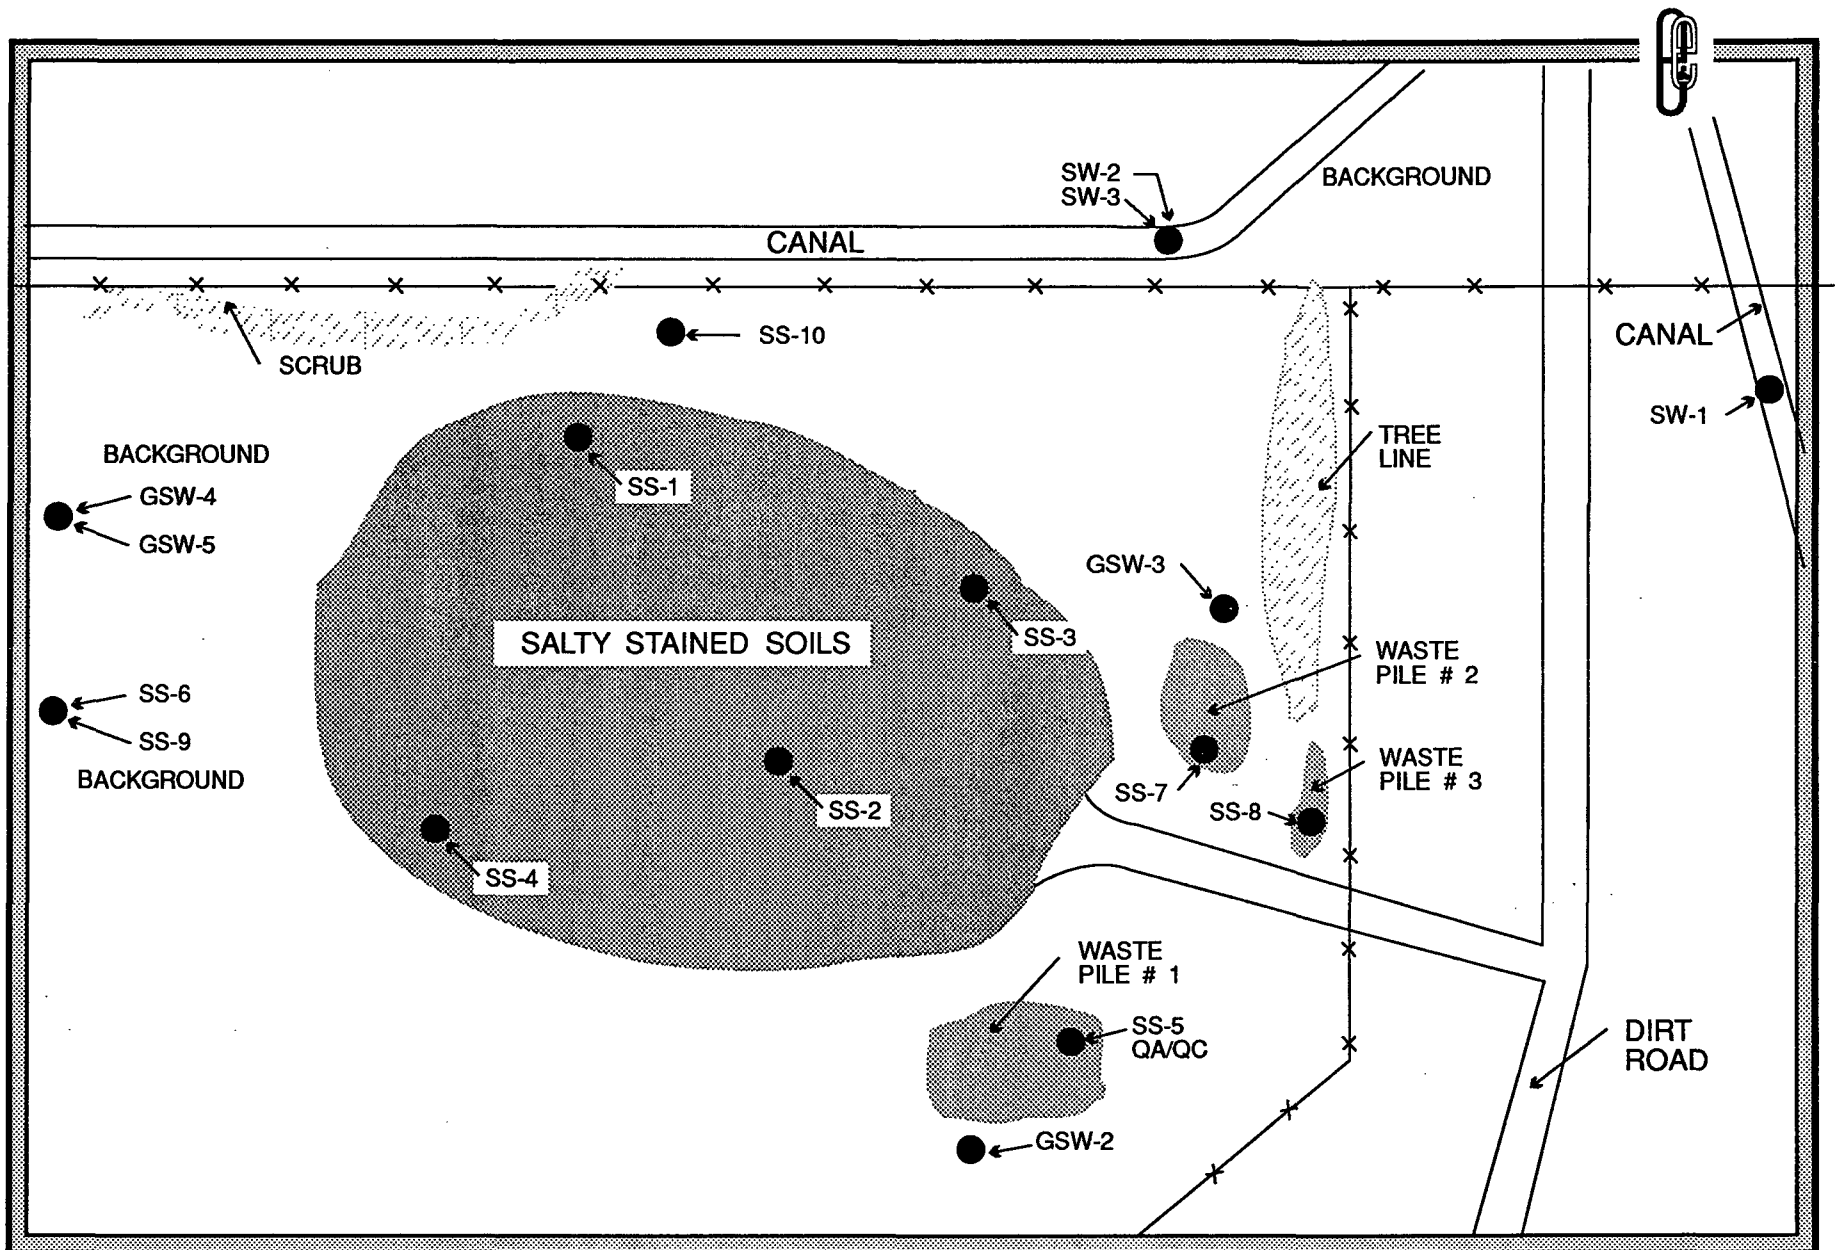 SW-2
SW-3
BACKGROUND
CANAL
SS-10
SCRUB
CANAL
SW-1
TREE
LINE
BACKGROUND
GSW-4
GSW-5
SS-1
GSW-3
SALTY STAINED SOILS
SS-3
WASTE
PILE # 2
SS-6
SS-9
BACKGROUND
WASTE
PILE # 3
SS-7
SS-8
SS-2
SS-4
WASTE
PILE # 1
SS-5
QA/QC
DIRT
ROAD
GSW-2